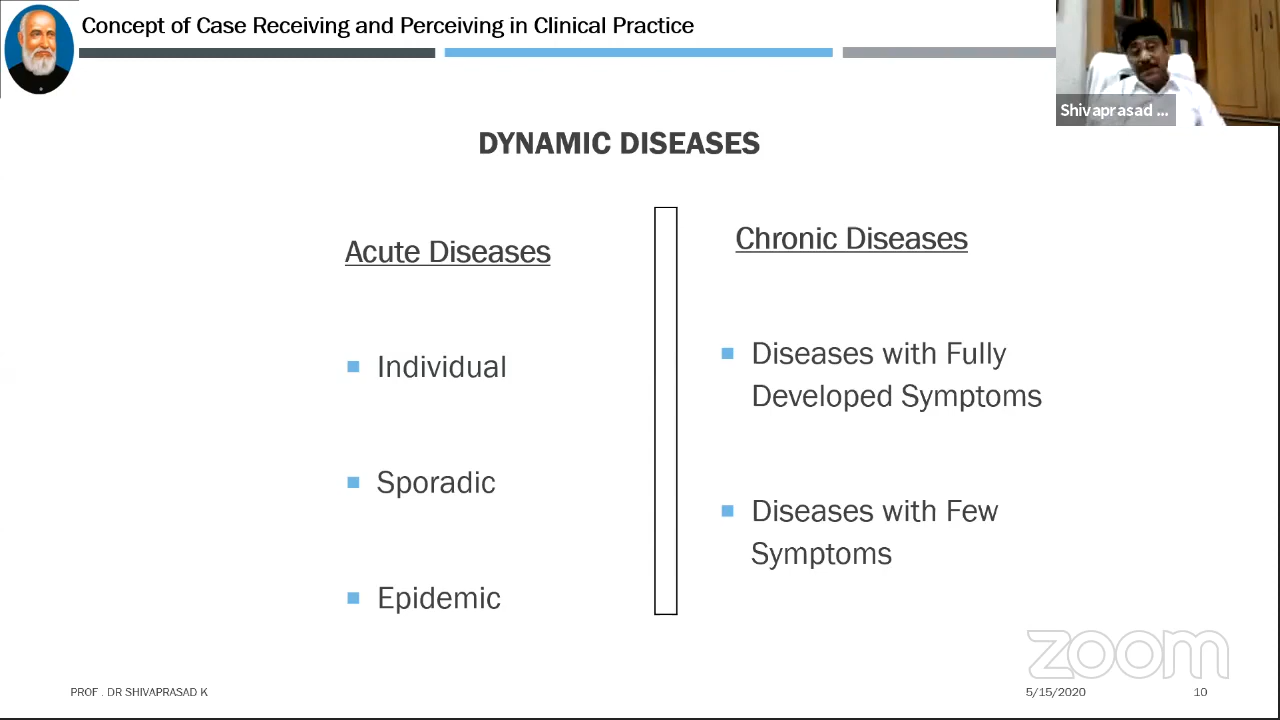 Concept of Case Receiving and Perceiving in Clinical Practice
Shivaprasad ...
DYNAMIC DISEASES
Acute Diseases
Individual
Sporadic
Epidemic
Chronic Diseases
Diseases with Fully
Developed Symptoms
Diseases with Few
Symptoms
zoom
PROF . DR SHIVAPRASAD K
5/15/2020
10